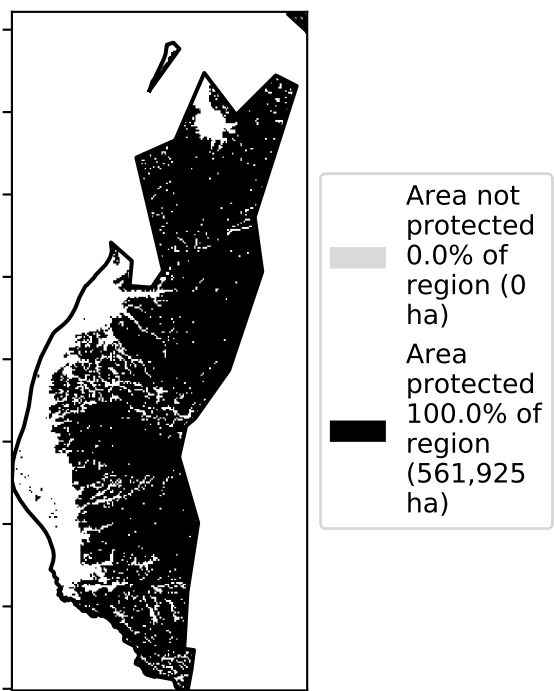 Area not
protected
0.0% of
region (0
ha)
Area
protected
100.0% of
region
(561,925
ha)